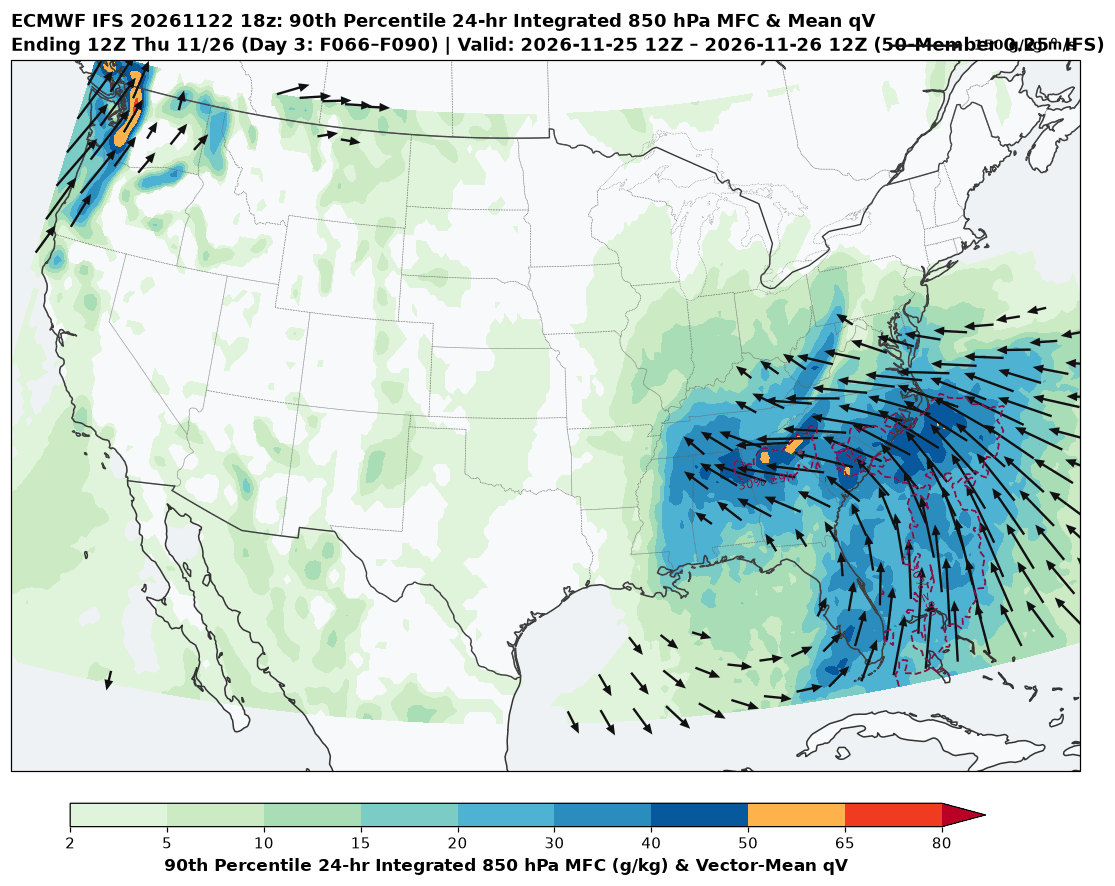 ECMWF IFS 20261122 18z: 90th Percentile 24-hr Integrated 850 hPa MFC & Mean qV
Ending 12Z Thu 11/26 (Day 3: F066–F090) | Valid: 2026-11-25 12Z – 2026-11-26 12Z (50-Member 0.25° IFS)
2 5 10 15 20 30 40 50 65 80
90th Percentile 24-hr Integrated 850 hPa MFC (g/kg) & Vector-Mean qV